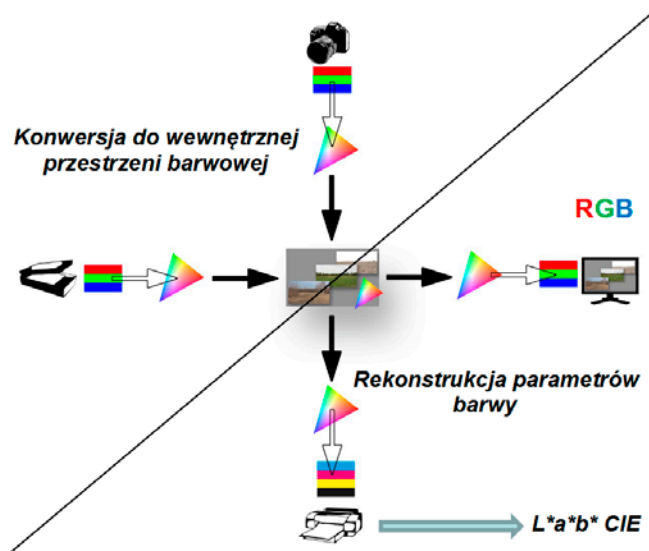 Konwersja do wewnętrznej
przestrzeni barwowej
RGB
Rekonstrukcja parametrów
barwy
L*a*b* CIE